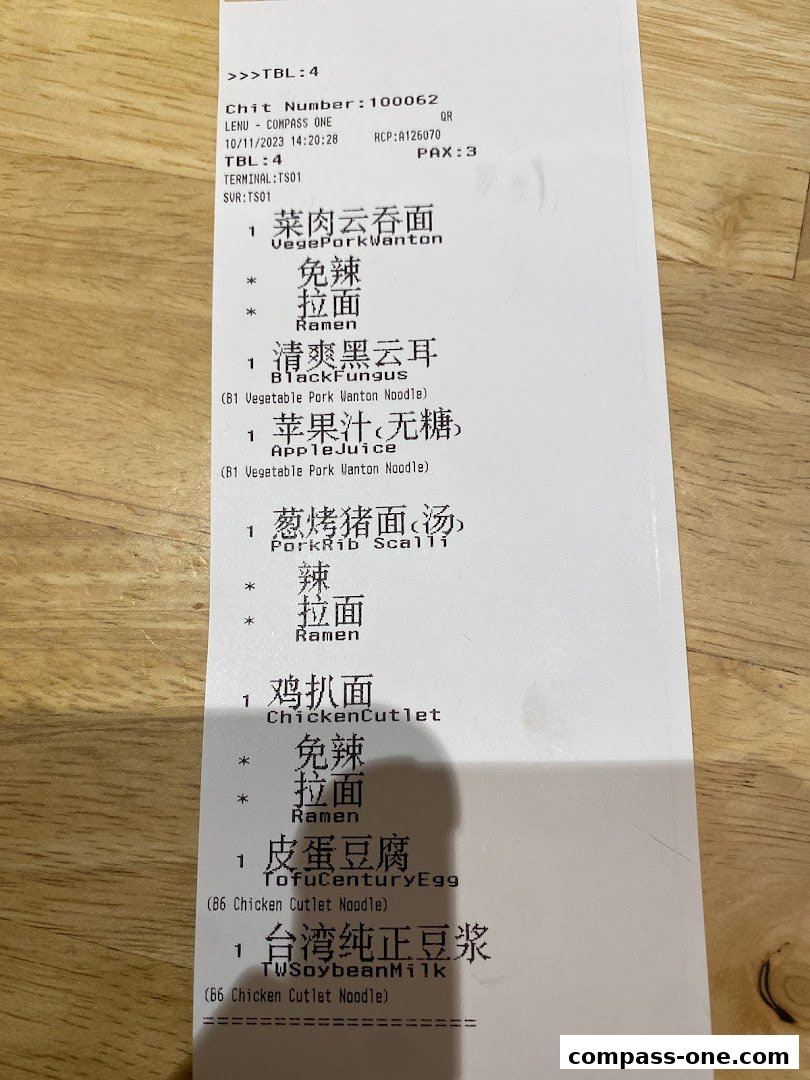 >>>TBL:4
Chit Number:100062
LENU - COMPASS ONE QR
10/11/2023 14:20:28 RCP:A126070
TBL:4 PAX:3
TERMINAL:TS01
SVR:TS01
1 菜肉云吞面
VegePorkWanton
* 免辣
* 拉面
Ramen
1 清爽黑云耳
BlackFungus
(B1 Vegetable Pork Wanton Noodle)
1 苹果汁(无糖)
AppleJuice
(B1 Vegetable Pork Wanton Noodle)
1 葱烤猪面(汤)
PorkRib Scalli
* 辣
* 拉面
Ramen
1 鸡扒面
ChickenCutlet
* 免辣
* 拉面
Ramen
1 皮蛋豆腐
TofuCenturyEgg
(B6 Chicken Cutlet Noodle)
1 台湾纯正豆浆
TWSoybeanMilk
(B6 Chicken Cutlet Noodle)
==========================
compass-one.com